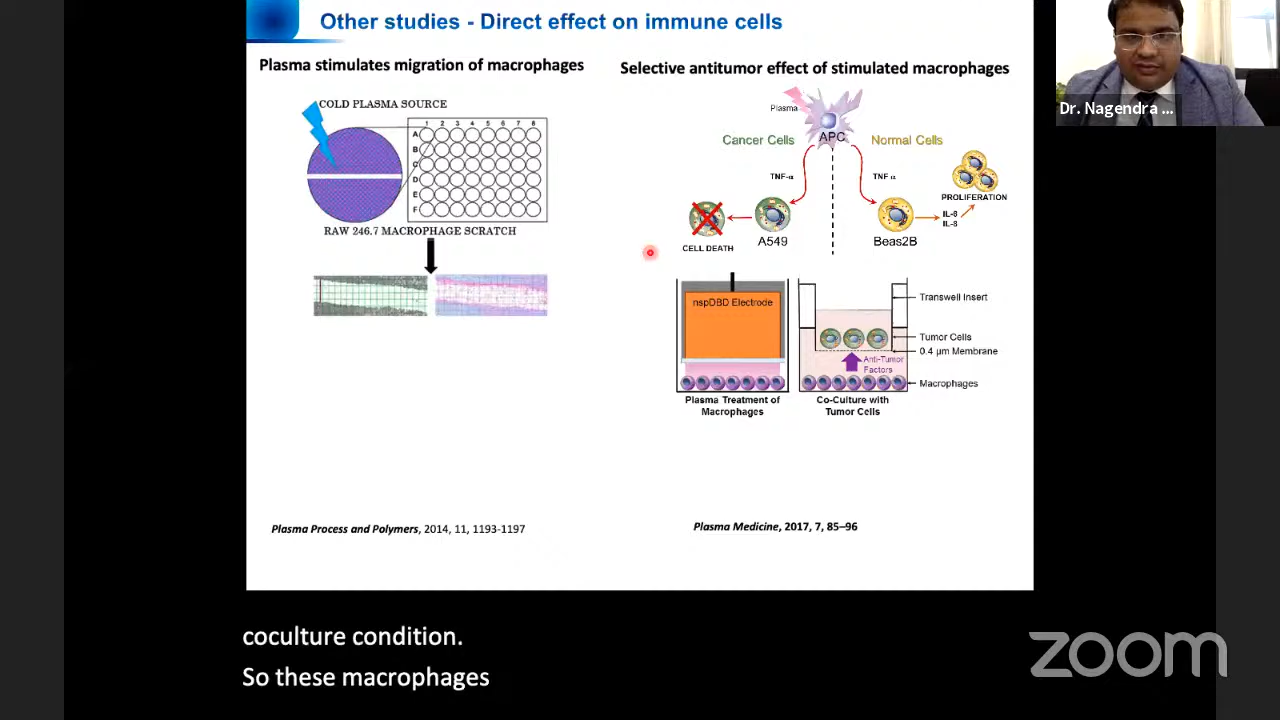 Other studies - Direct effect on immune cells
Plasma stimulates migration of macrophages
COLD PLASMA SOURCE
1 2 3 4 5 6 7 8
A
B
C
D
E
F
RAW 246.7 MACROPHAGE SCRATCH
Plasma Process and Polymers, 2014, 11, 1193-1197
Selective antitumor effect of stimulated macrophages
Plasma
APC
Cancer Cells
Normal Cells
TNF-α
TNF α
PROLIFERATION
IL-6
IL-8
CELL DEATH
A549
Beas2B
nspDBD Electrode
Transwell Insert
Tumor Cells
0.4 µm Membrane
Anti-Tumor
Factors
Macrophages
Plasma Treatment of
Macrophages
Co-Culture with
Tumor Cells
Plasma Medicine, 2017, 7, 85–96
Dr. Nagendra ...
coculture condition.
So these macrophages
zoom